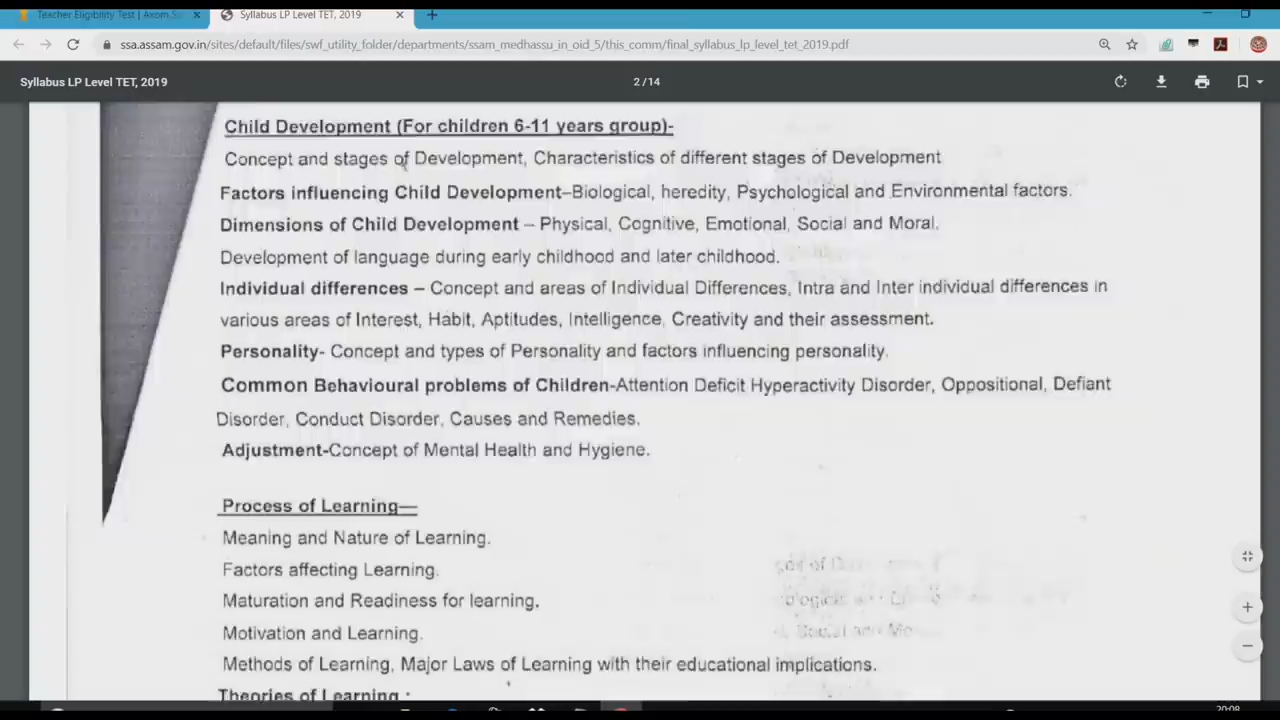 Teacher Eligibility Test | Axom
Syllabus LP Level TET, 2019
ssa.assam.gov.in/sites/default/files/swf_utility_folder/departments/ssam_medhassu_in_oid_5/this_comm/final_syllabus_lp_level_tet_2019.pdf
Syllabus LP Level TET, 2019
2 / 14
Child Development (For children 6-11 years group)-
Concept and stages of Development, Characteristics of different stages of Development
Factors influencing Child Development–Biological, heredity, Psychological and Environmental factors.
Dimensions of Child Development – Physical, Cognitive, Emotional, Social and Moral.
Development of language during early childhood and later childhood.
Individual differences – Concept and areas of Individual Differences, Intra and Inter individual differences in
various areas of Interest, Habit, Aptitudes, Intelligence, Creativity and their assessment.
Personality- Concept and types of Personality and factors influencing personality.
Common Behavioural problems of Children-Attention Deficit Hyperactivity Disorder, Oppositional, Defiant
Disorder, Conduct Disorder, Causes and Remedies.
Adjustment-Concept of Mental Health and Hygiene.
Process of Learning—
Meaning and Nature of Learning.
Factors affecting Learning.
Maturation and Readiness for learning.
Motivation and Learning.
Methods of Learning, Major Laws of Learning with their educational implications.
Theories of Learning :
20:08